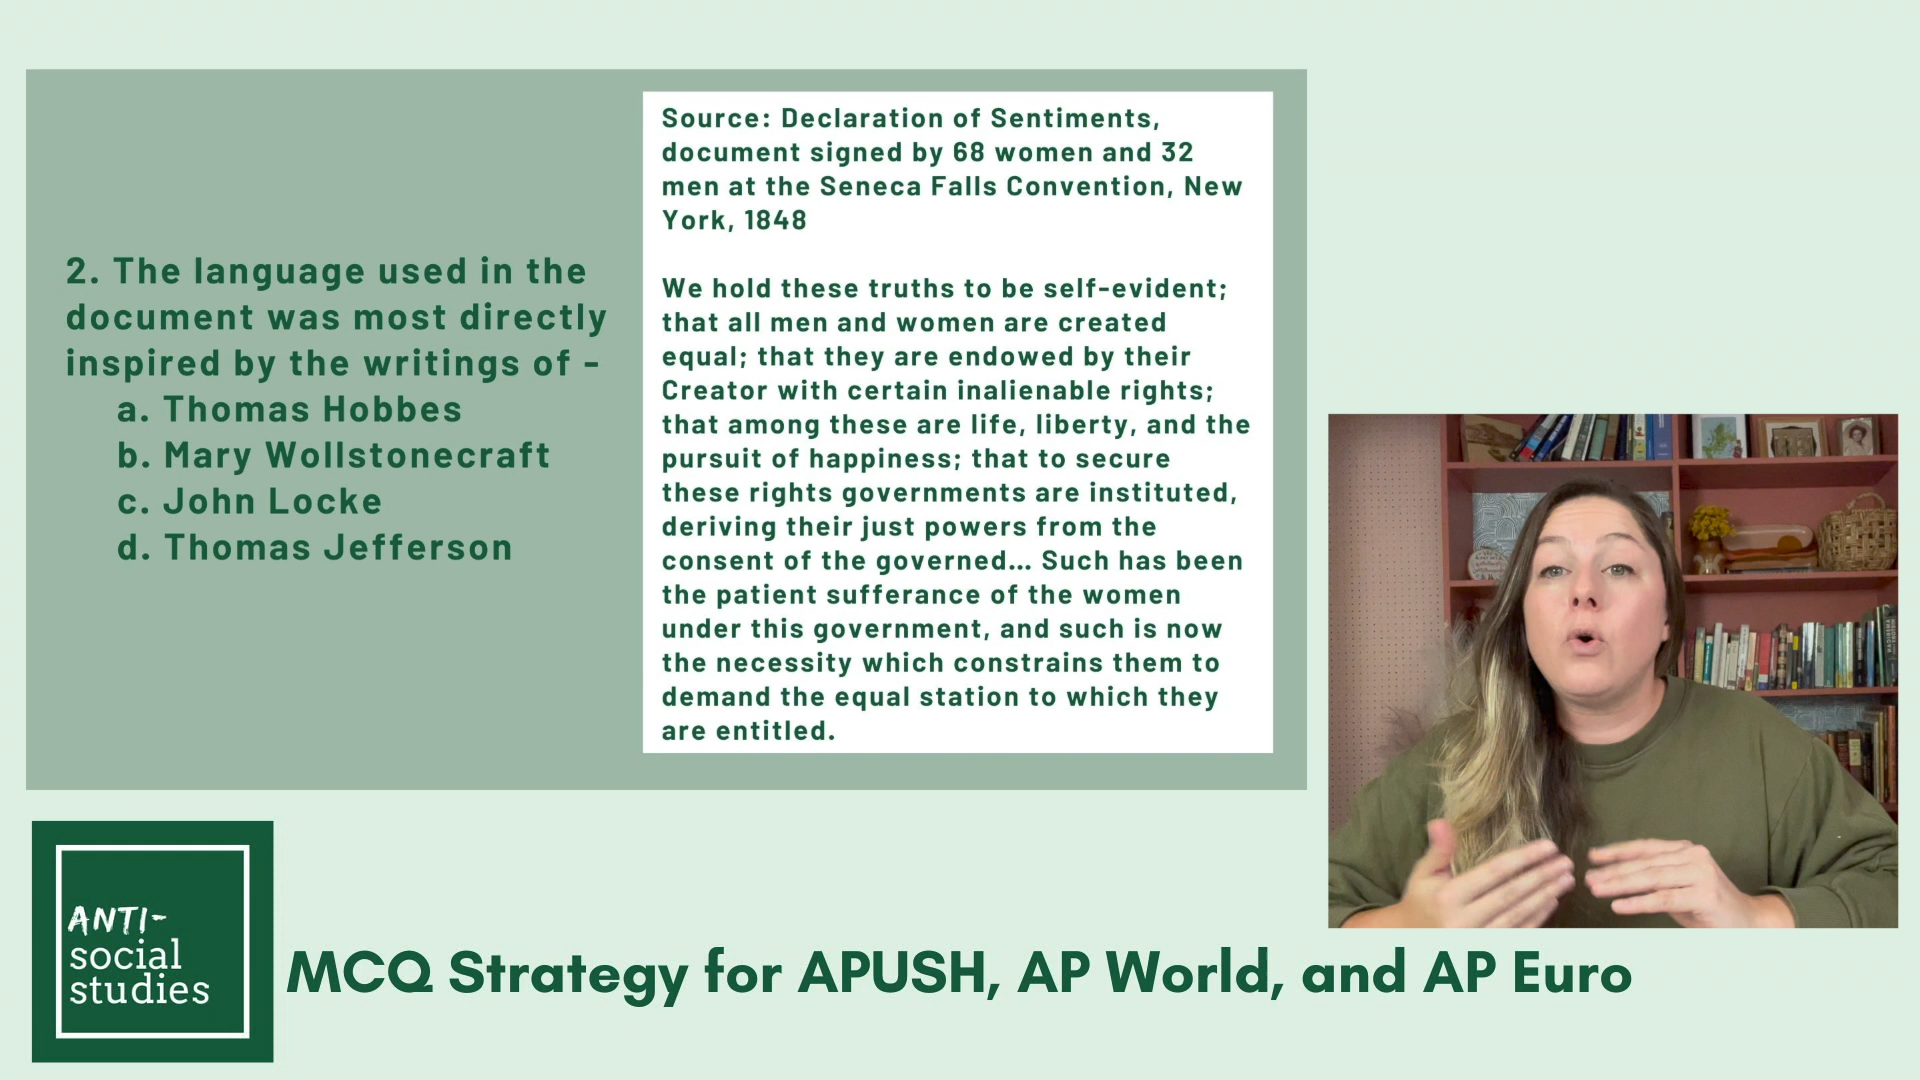 2. The language used in the
document was most directly
inspired by the writings of -
a. Thomas Hobbes
b. Mary Wollstonecraft
c. John Locke
d. Thomas Jefferson
Source: Declaration of Sentiments,
document signed by 68 women and 32
men at the Seneca Falls Convention, New
York, 1848
We hold these truths to be self-evident;
that all men and women are created
equal; that they are endowed by their
Creator with certain inalienable rights;
that among these are life, liberty, and the
pursuit of happiness; that to secure
these rights governments are instituted,
deriving their just powers from the
consent of the governed... Such has been
the patient sufferance of the women
under this government, and such is now
the necessity which constrains them to
demand the equal station to which they
are entitled.
ANTI-
social
studies
MCQ Strategy for APUSH, AP World, and AP Euro